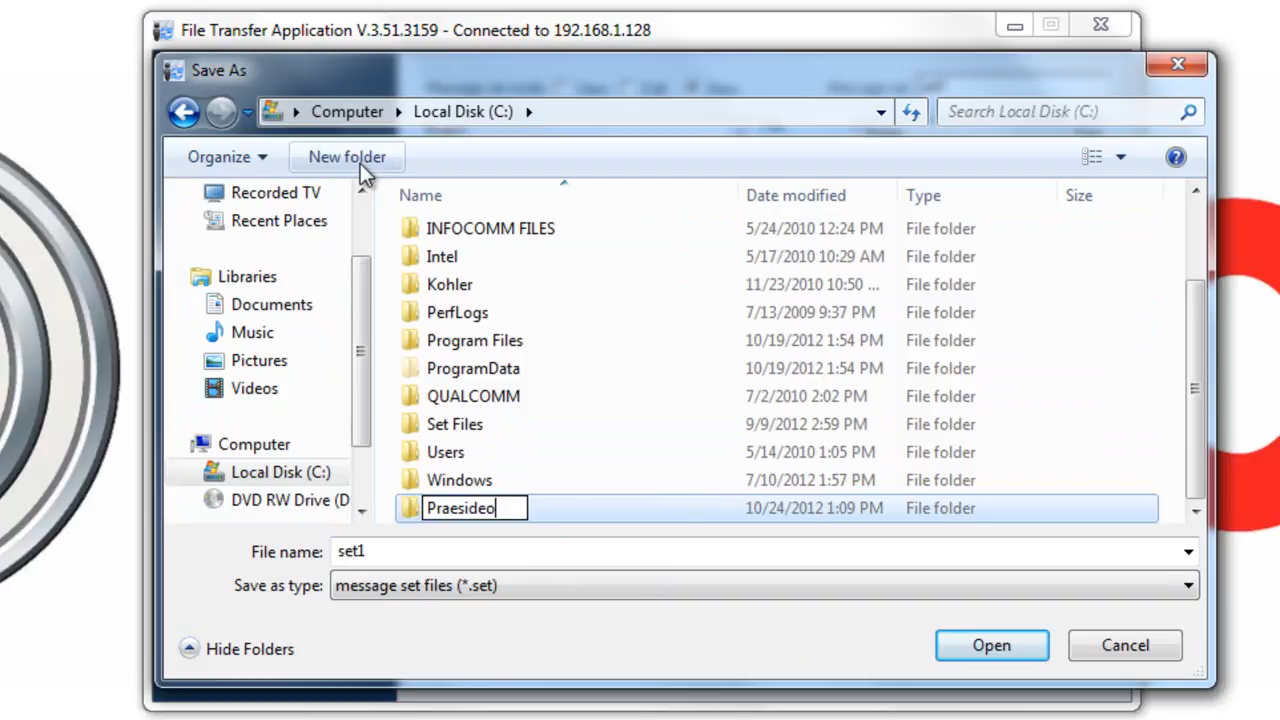 File Transfer Application V.3.51.3159 - Connected to 192.168.1.128
Save As
Computer Local Disk (C:)
Search Local Disk (C:)
Organize New folder
Recorded TV
Recent Places
Libraries
Documents
Music
Pictures
Videos
Computer
Local Disk (C:)
DVD RW Drive (D
Name Date modified Type Size
INFOCOMM FILES 5/24/2010 12:24 PM File folder
Intel 5/17/2010 10:29 AM File folder
Kohler 11/23/2010 10:50 ... File folder
PerfLogs 7/13/2009 9:37 PM File folder
Program Files 10/19/2012 1:54 PM File folder
ProgramData 10/19/2012 1:54 PM File folder
QUALCOMM 7/2/2010 2:02 PM File folder
Set Files 9/9/2012 2:59 PM File folder
Users 5/14/2010 1:05 PM File folder
Windows 7/10/2012 1:57 PM File folder
Praesideo 10/24/2012 1:09 PM File folder
File name: set1
Save as type: message set files (*.set)
Hide Folders
Open
Cancel